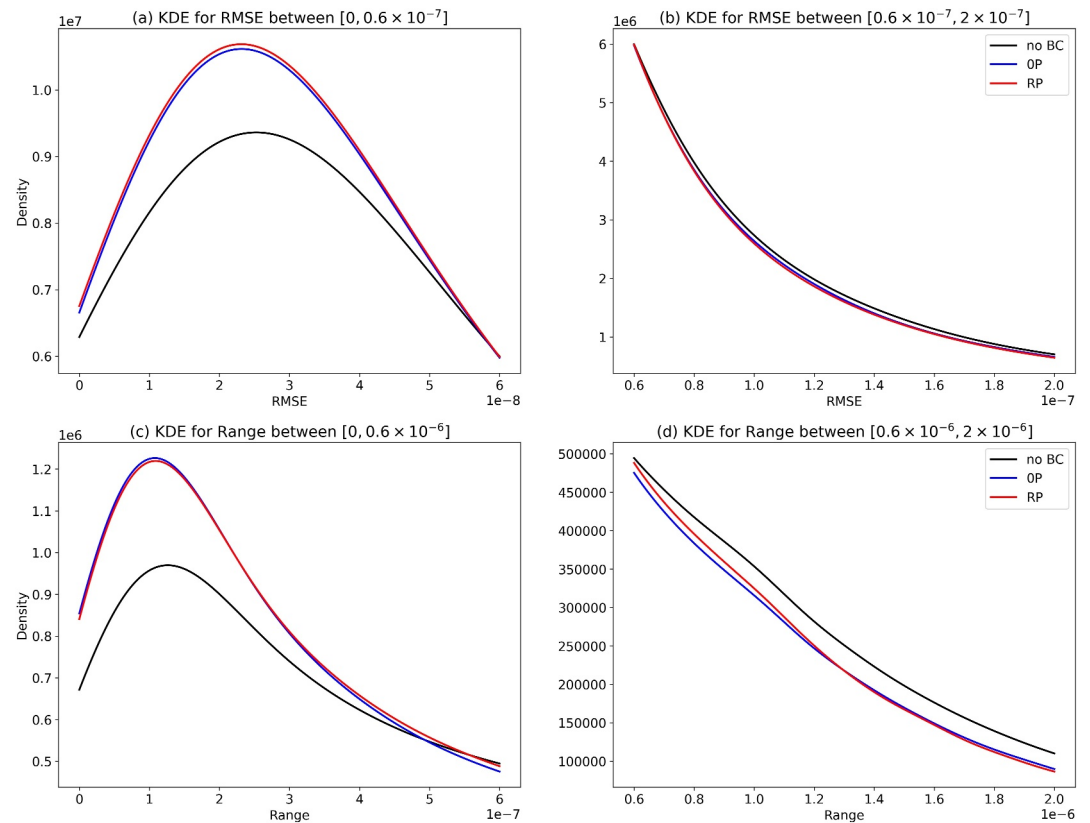 (a) KDE for RMSE between [0, 0.6 × 10⁻⁷]
1e7
1.0
0.9
0.8
0.7
0.6
Density
0 1 2 3 4 5 6
RMSE
1e−8
(b) KDE for RMSE between [0.6 × 10⁻⁷, 2 × 10⁻⁷]
1e6
6
5
4
3
2
1
no BC
0P
RP
0.6 0.8 1.0 1.2 1.4 1.6 1.8 2.0
RMSE
1e−7
(c) KDE for Range between [0, 0.6 × 10⁻⁶]
1e6
1.2
1.1
1.0
0.9
0.8
0.7
0.6
0.5
Density
0 1 2 3 4 5 6
Range
1e−7
(d) KDE for Range between [0.6 × 10⁻⁶, 2 × 10⁻⁶]
500000
450000
400000
350000
300000
250000
200000
150000
100000
no BC
0P
RP
0.6 0.8 1.0 1.2 1.4 1.6 1.8 2.0
Range
1e−6